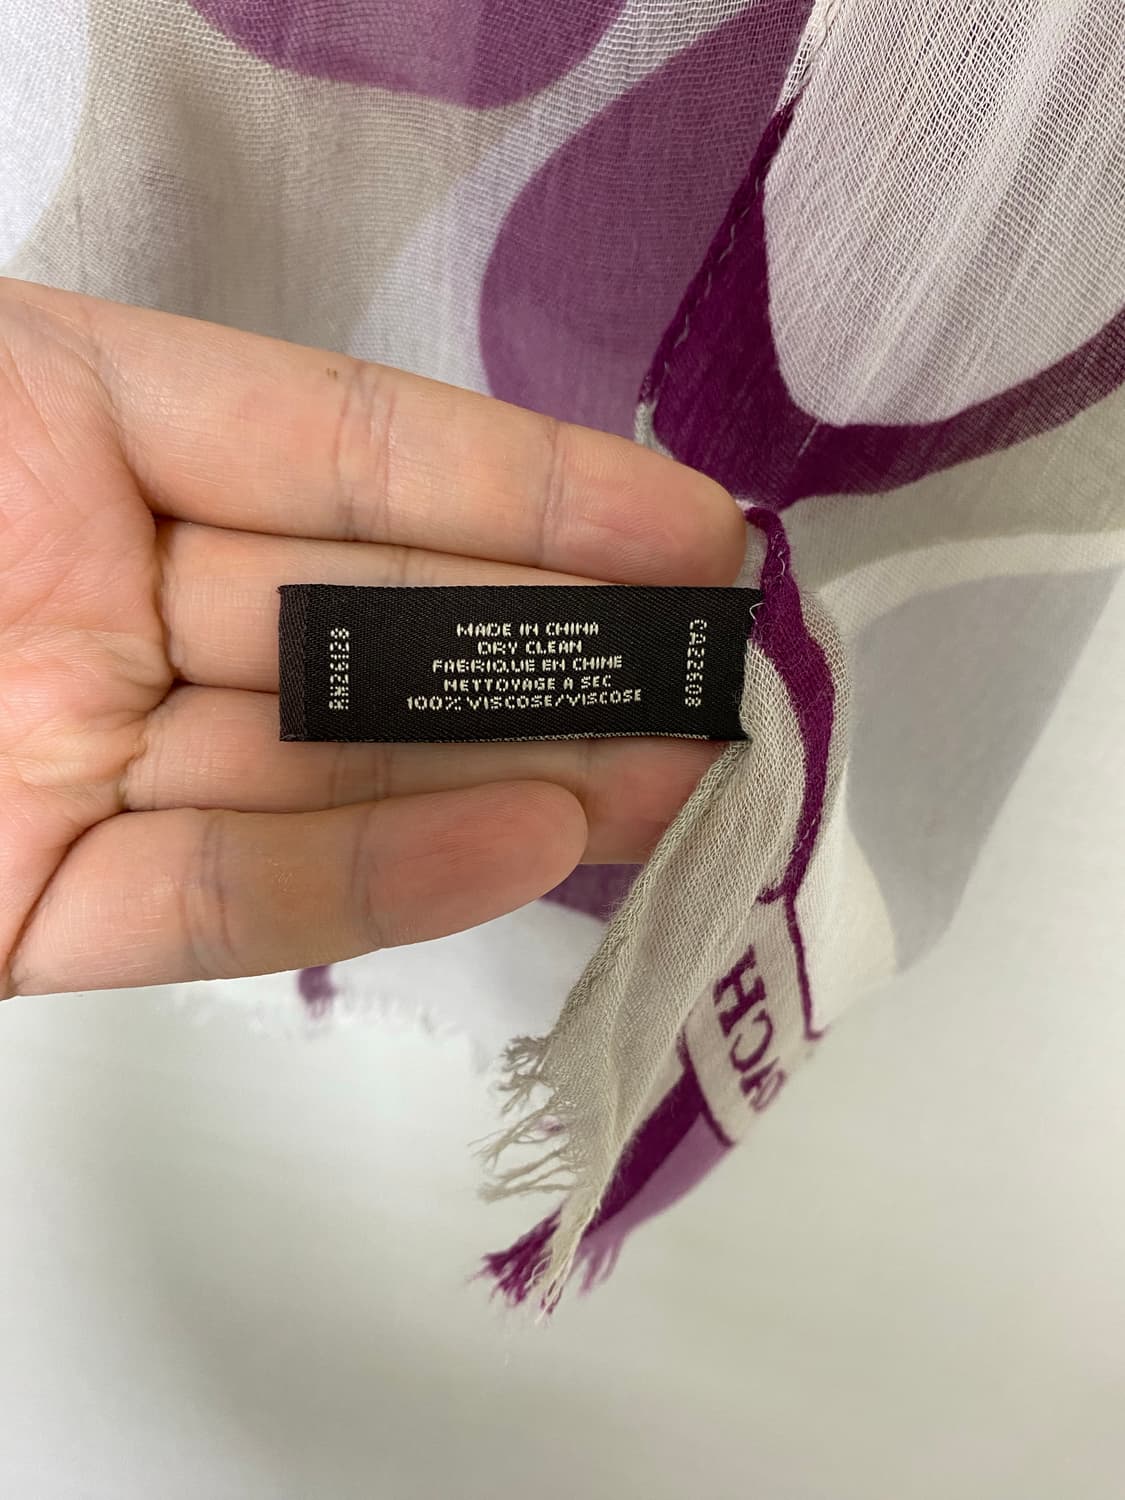 RN26128
MADE IN CHINA
DRY CLEAN
FABRIQUE EN CHINE
NETTOYAGE A SEC
100% VISCOSE/VISCOSE
CA22608